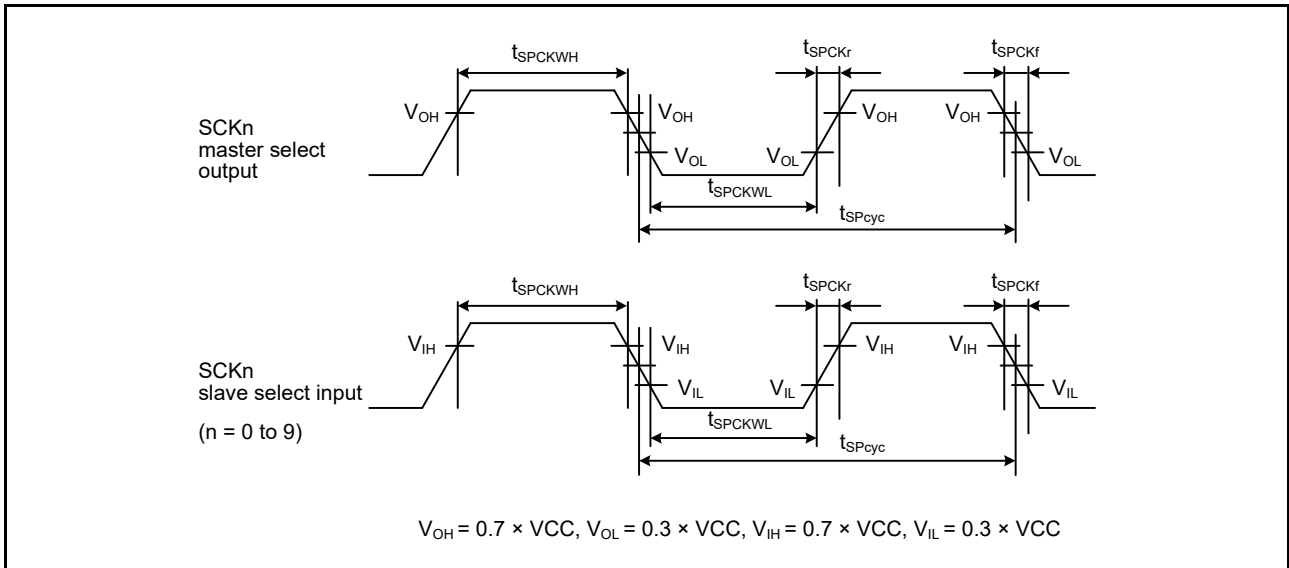 tSPCKWH
tSPCKr
tSPCKf
VOH
VOH
VOH
VOH
SCKn
master select
output
VOL
VOL
VOL
tSPCKWL
tSPcyc
tSPCKWH
tSPCKr
tSPCKf
VIH
VIH
VIH
VIH
SCKn
slave select input
(n = 0 to 9)
VIL
VIL
VIL
tSPCKWL
tSPcyc
VOH = 0.7 × VCC, VOL = 0.3 × VCC, VIH = 0.7 × VCC, VIL = 0.3 × VCC